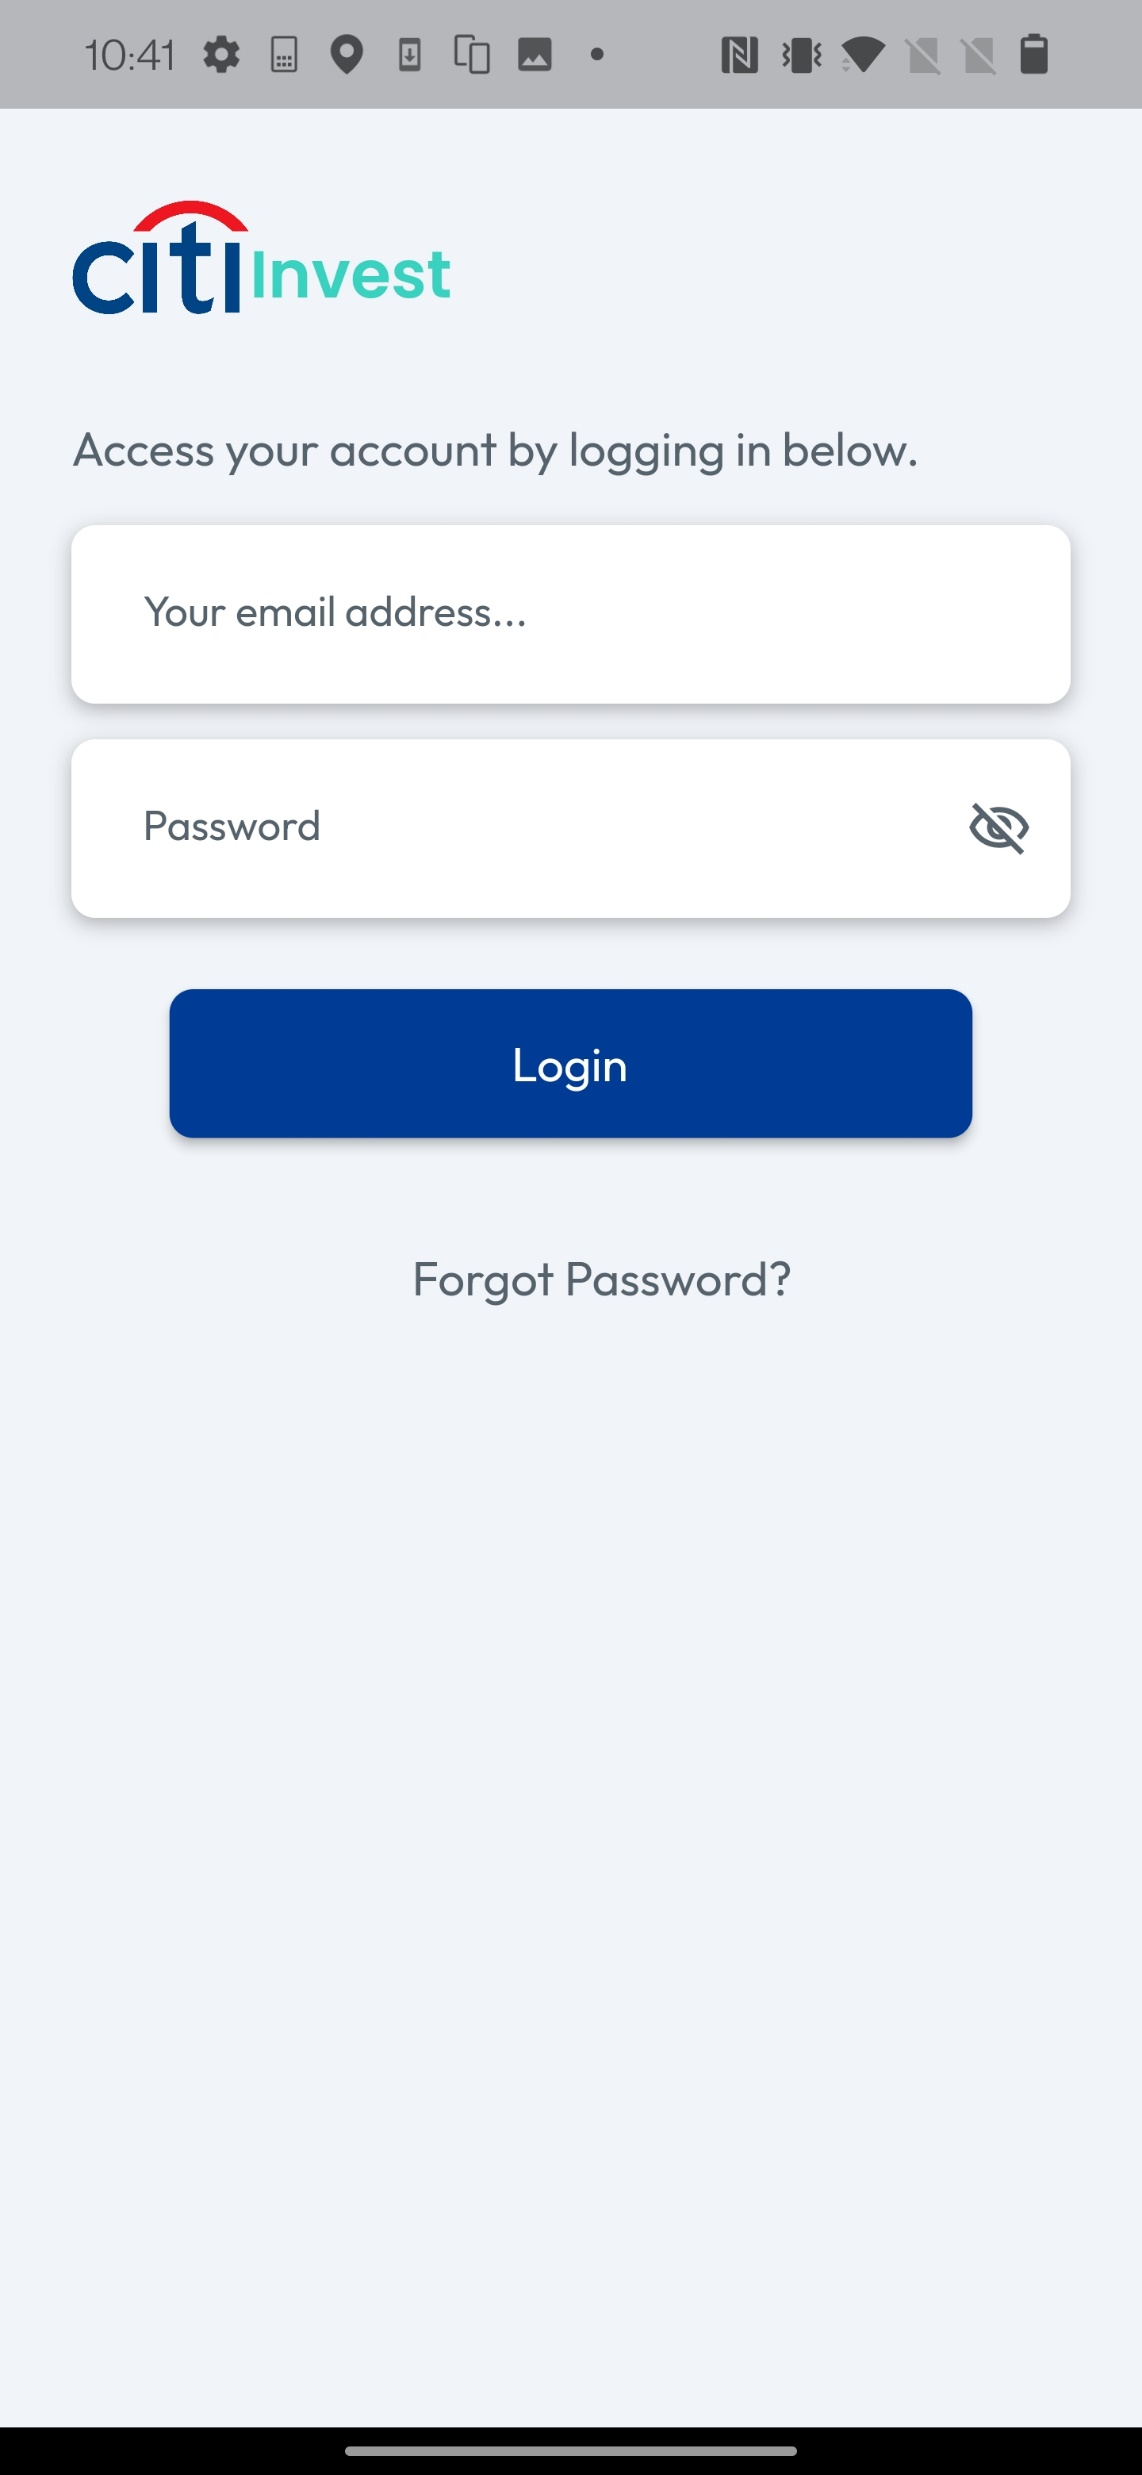 10:41
citi Invest
Access your account by logging in below.
Your email address...
Password
Login
Forgot Password?